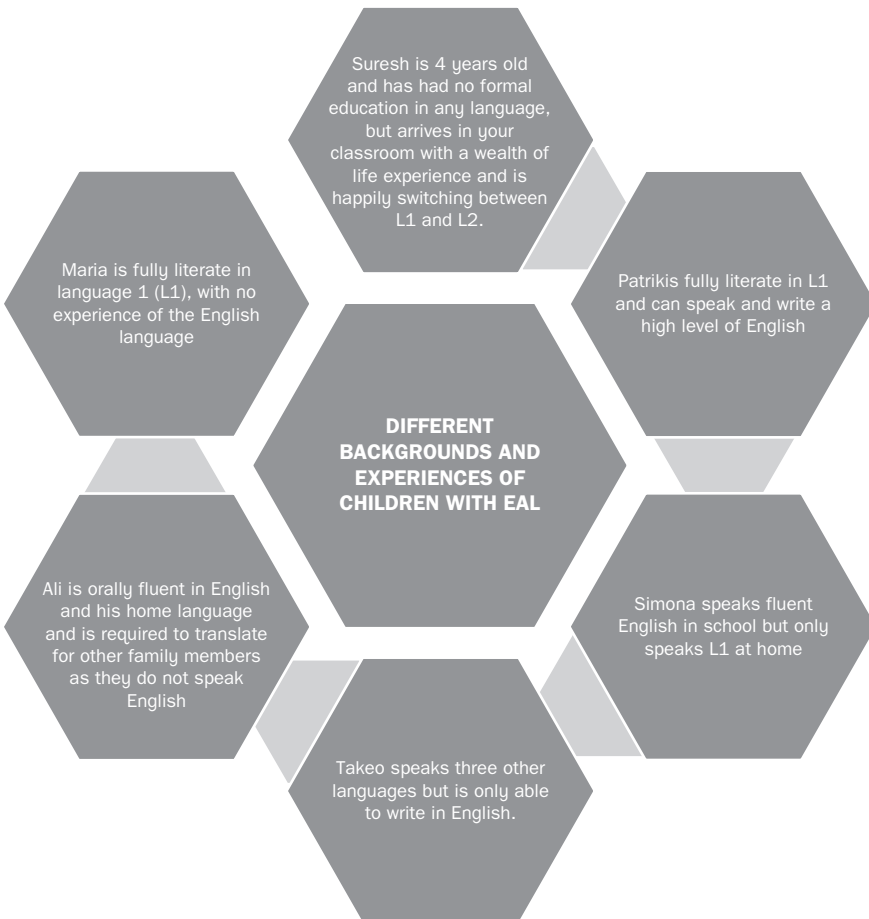 Suresh is 4 years old
and has had no formal
education in any language,
but arrives in your
classroom with a wealth of
life experience and is
happily switching between
L1 and L2.
Maria is fully literate in
language 1 (L1), with no
experience of the English
language
Patrikis fully literate in L1
and can speak and write a
high level of English
DIFFERENT
BACKGROUNDS AND
EXPERIENCES OF
CHILDREN WITH EAL
Ali is orally fluent in English
and his home language
and is required to translate
for other family members
as they do not speak
English
Simona speaks fluent
English in school but only
speaks L1 at home
Takeo speaks three other
languages but is only able
to write in English.